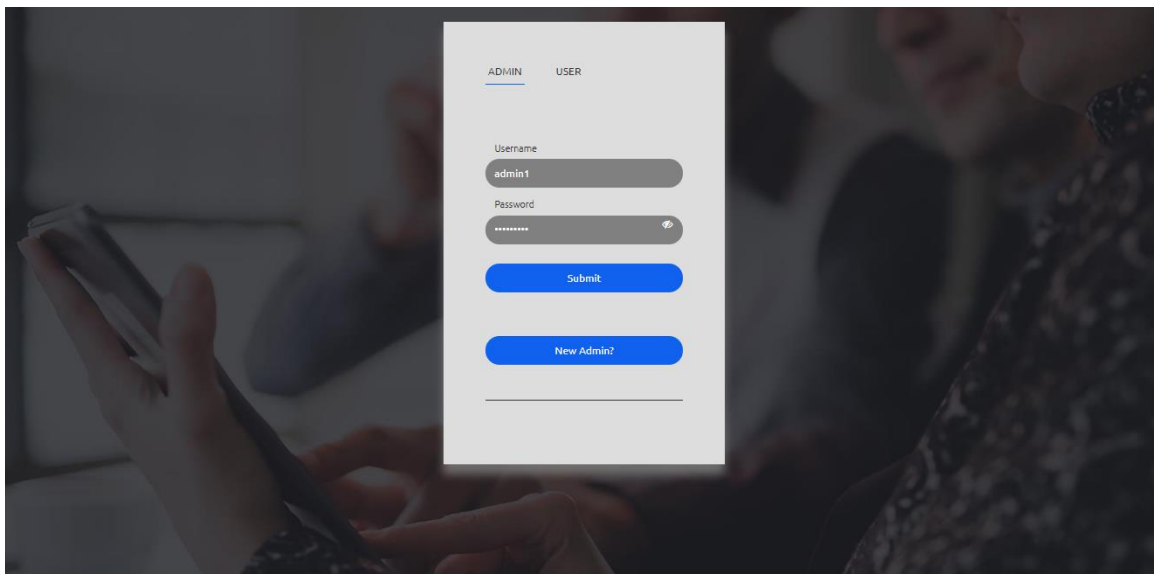 ADMIN USER
Username
admin1
Password
•••••••••
Submit
New Admin?